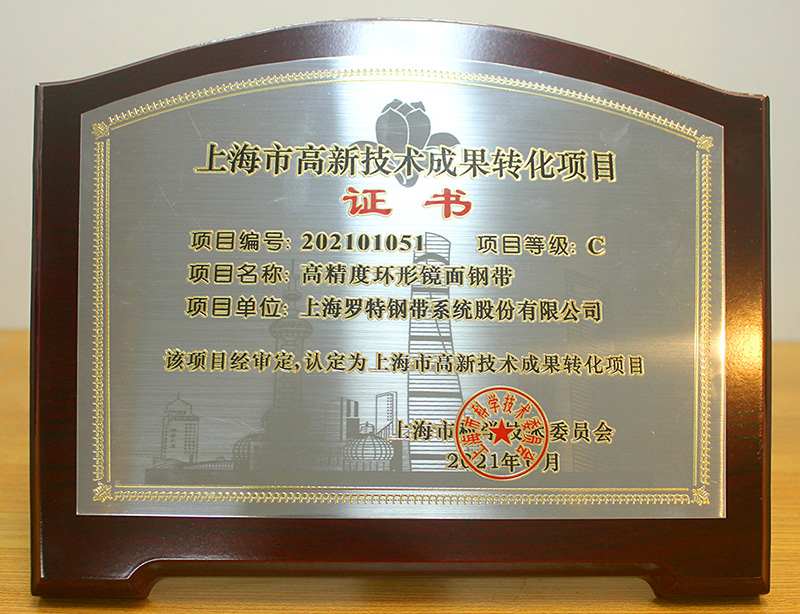 上海市高新技术成果转化项目
证书
项目编号: 202101051 项目等级: C
项目名称: 高精度环形镜面钢带
项目单位: 上海罗特钢带系统股份有限公司
该项目经审定,认定为上海市高新技术成果转化项目
上海市科学技术委员会
2021年 月